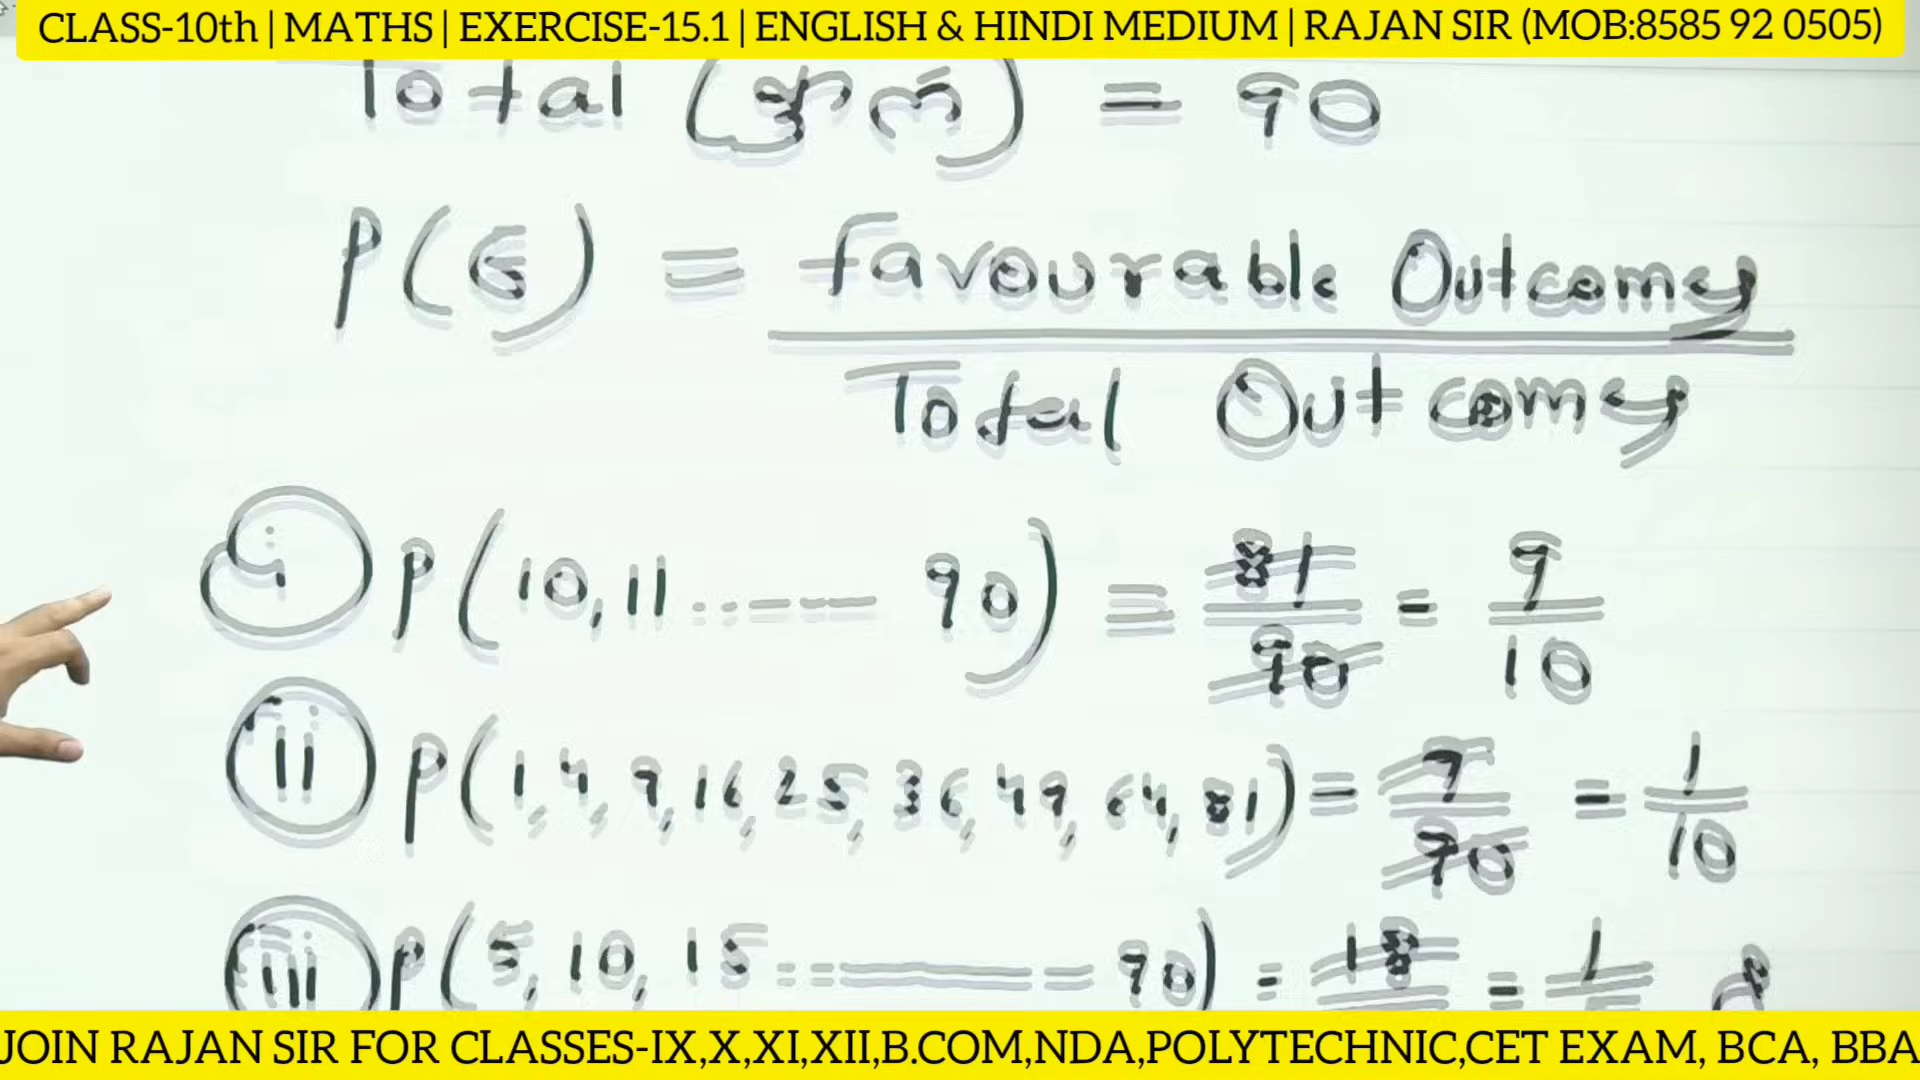 CLASS-10th | MATHS | EXERCISE-15.1 | ENGLISH & HINDI MEDIUM | RAJAN SIR (MOB:8585 92 0505)
Total ( ) = 90
P(E) = favourable Outcomes
Total Outcomes
i P(10, 11 ..--- 90) = 81/90 = 9/10
ii P(1, 4, 9, 16, 25, 36, 49, 64, 81) = 9/90 = 1/10
iii P(5, 10, 15 ..--- 90) = 18 = 1
JOIN RAJAN SIR FOR CLASSES-IX,X,XI,XII,B.COM,NDA,POLYTECHNIC,CET EXAM, BCA, BBA